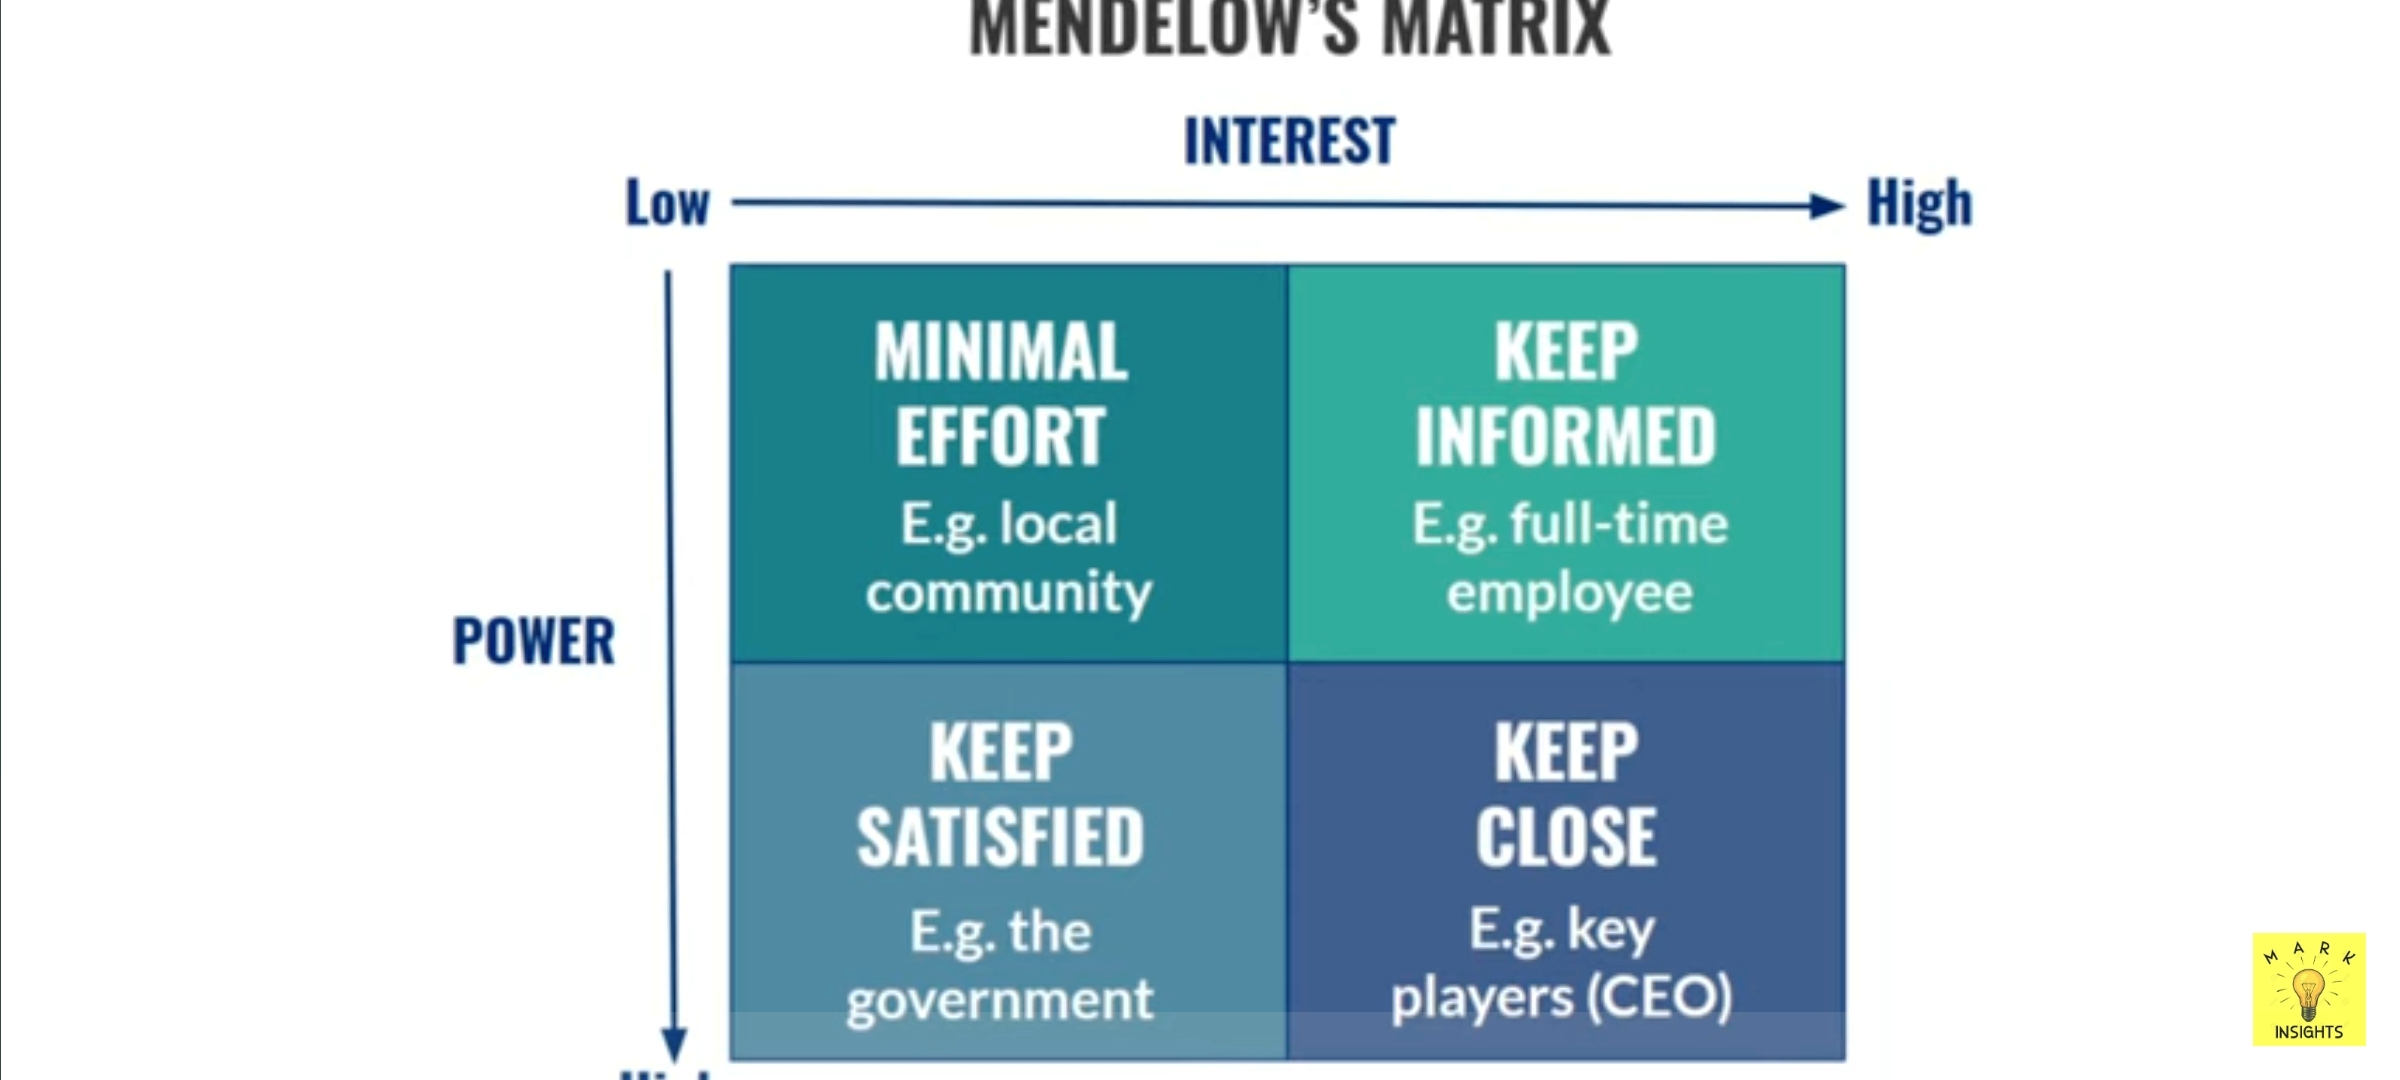 MENDELOW'S MATRIX
INTEREST
Low
High
MINIMAL
EFFORT
E.g. local
community
KEEP
INFORMED
E.g. full-time
employee
POWER
KEEP
SATISFIED
E.g. the
government
KEEP
CLOSE
E.g. key
players (CEO)
MARK
INSIGHTS